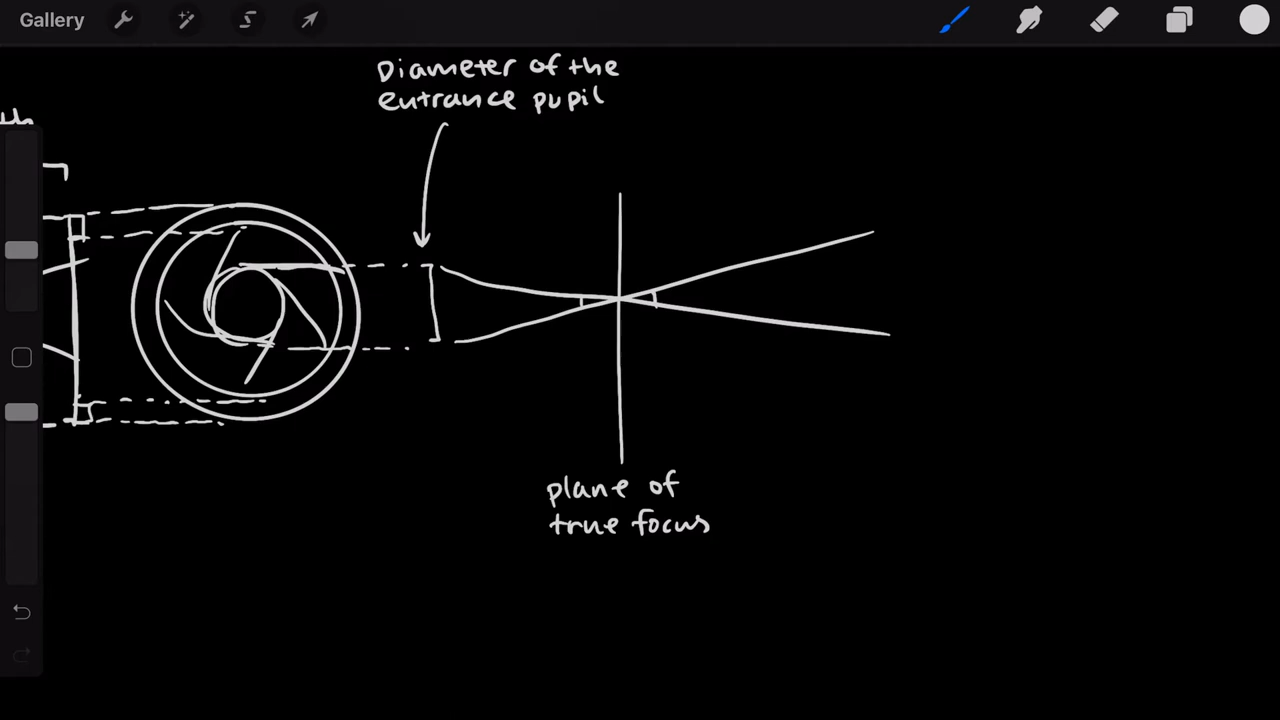 Gallery
Diameter of the
entrance pupil
plane of
true focus